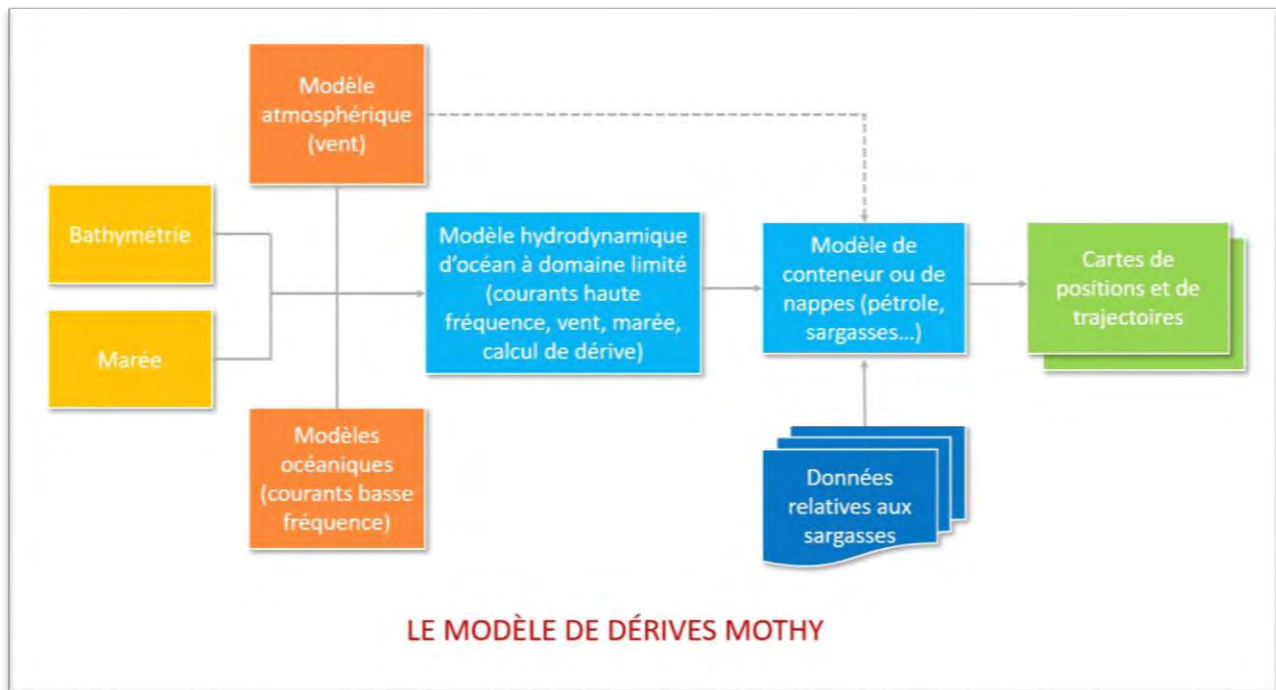 Modèle
atmosphérique
(vent)
Bathymétrie
Marée
Modèles
océaniques
(courants basse
fréquence)
Modèle hydrodynamique
d'océan à domaine limité
(courants haute
fréquence, vent, marée,
calcul de dérive)
Modèle de
conteneur ou de
nappes (pétrole,
sargasses...)
Données
relatives aux
sargasses
Cartes de
positions et de
trajectoires
LE MODÈLE DE DÉRIVES MOTHY